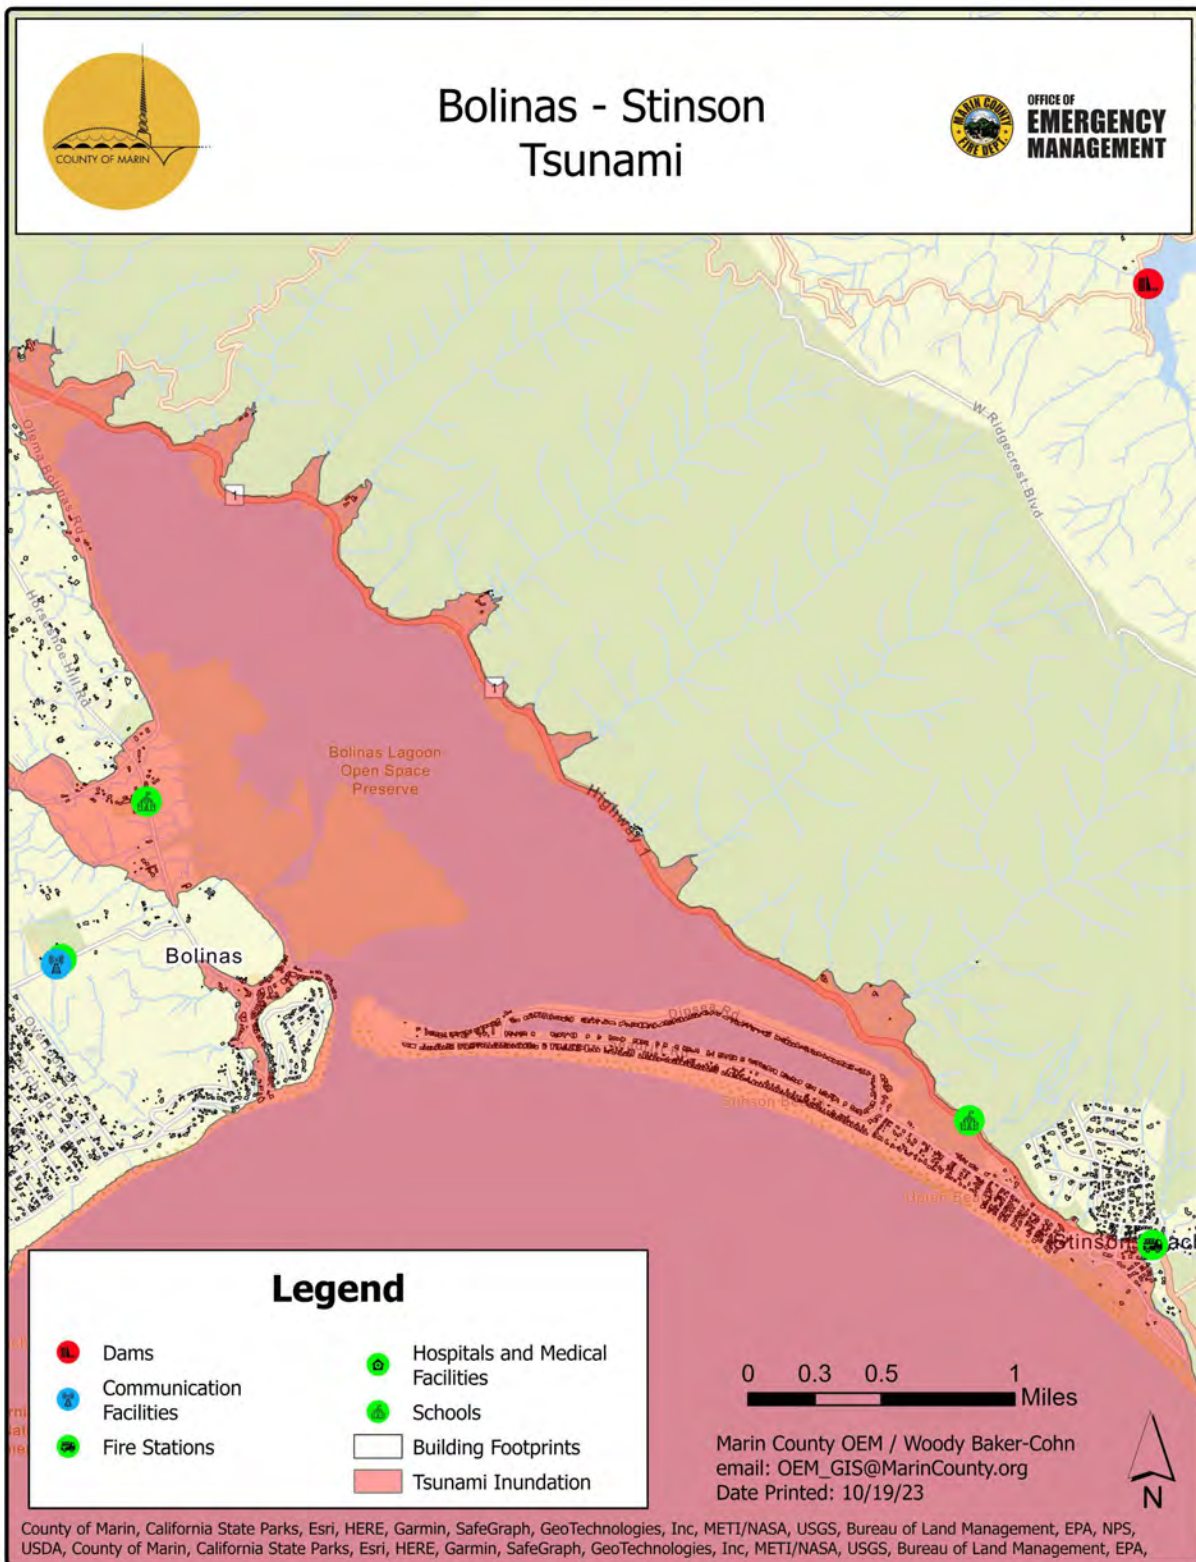 COUNTY OF MARIN
Bolinas - Stinson
Tsunami
MARIN COUNTY
FIRE DEPT.
OFFICE OF
EMERGENCY
MANAGEMENT
W Ridgecrest Blvd
Olema Bolinas Rd
1
Horseshoe Hill Rd
1
Bolinas Lagoon
Open Space
Preserve
Highway 1
Bolinas
Dipsea Rd
Stinson
Stinson
Legend
Dams
Communication
Facilities
Fire Stations
Hospitals and Medical
Facilities
Schools
Building Footprints
Tsunami Inundation
0 0.3 0.5 1
Miles
Marin County OEM / Woody Baker-Cohn
email: OEM_GIS@MarinCounty.org
Date Printed: 10/19/23
N
County of Marin, California State Parks, Esri, HERE, Garmin, SafeGraph, GeoTechnologies, Inc, METI/NASA, USGS, Bureau of Land Management, EPA, NPS,
USDA, County of Marin, California State Parks, Esri, HERE, Garmin, SafeGraph, GeoTechnologies, Inc, METI/NASA, USGS, Bureau of Land Management, EPA,